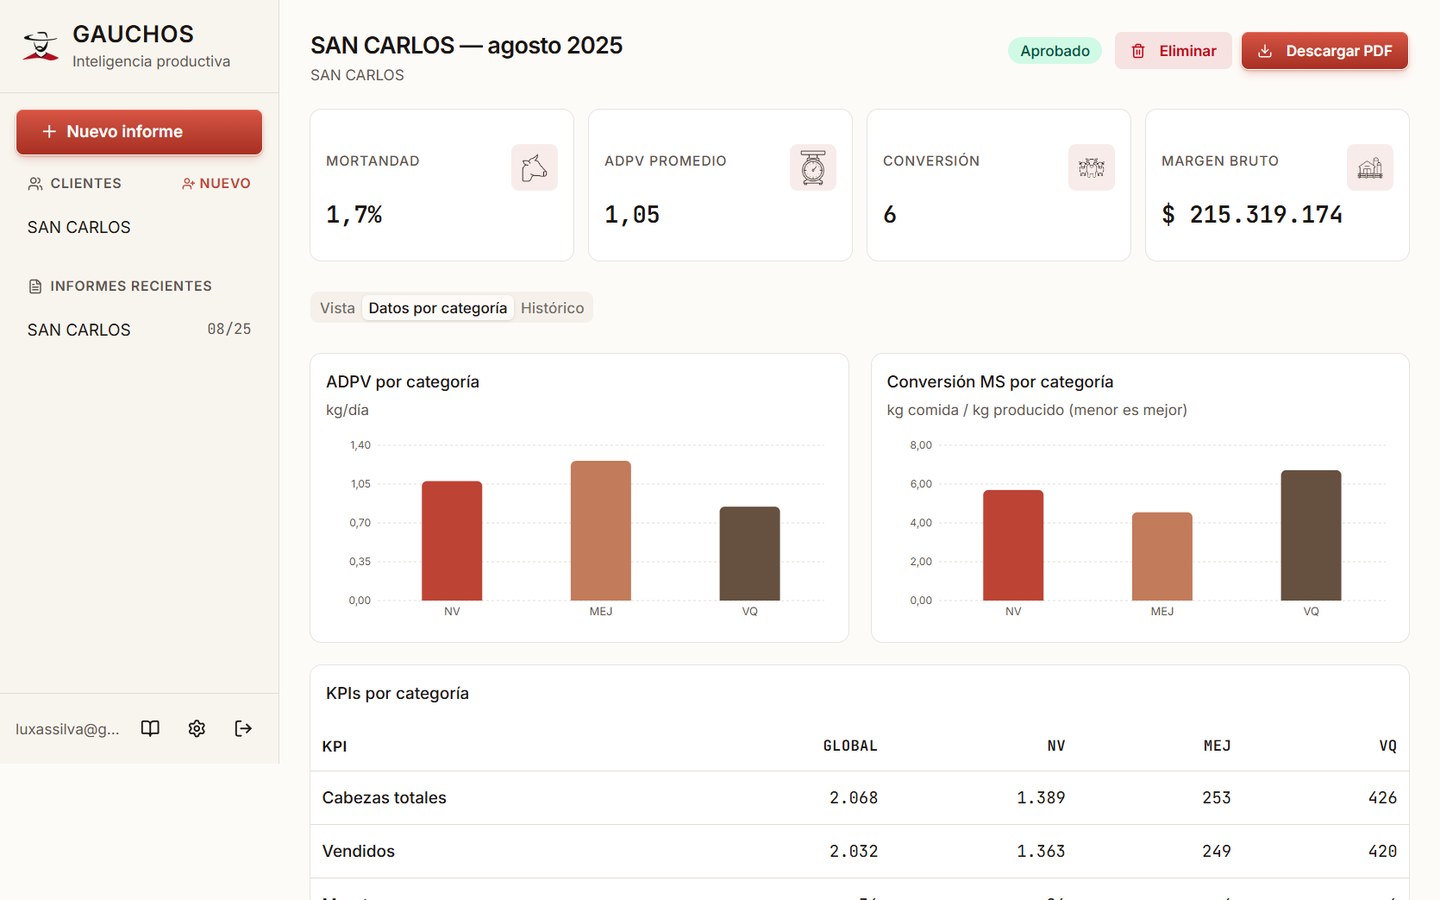 GAUCHOS
Inteligencia productiva
Nuevo informe
CLIENTES
NUEVO
SAN CARLOS
INFORMES RECIENTES
SAN CARLOS 08/25
luxassilva@g...
SAN CARLOS — agosto 2025
SAN CARLOS
Aprobado
Eliminar
Descargar PDF
MORTANDAD
1,7%
ADPV PROMEDIO
1,05
CONVERSIÓN
6
MARGEN BRUTO
$ 215.319.174
Vista
Datos por categoría
Histórico
ADPV por categoría
kg/día
1,40
1,05
0,70
0,35
0,00
NV MEJ VQ
Conversión MS por categoría
kg comida / kg producido (menor es mejor)
8,00
6,00
4,00
2,00
0,00
NV MEJ VQ
KPIs por categoría
KPI GLOBAL NV MEJ VQ
Cabezas totales 2.068 1.389 253 426
Vendidos 2.032 1.363 249 420